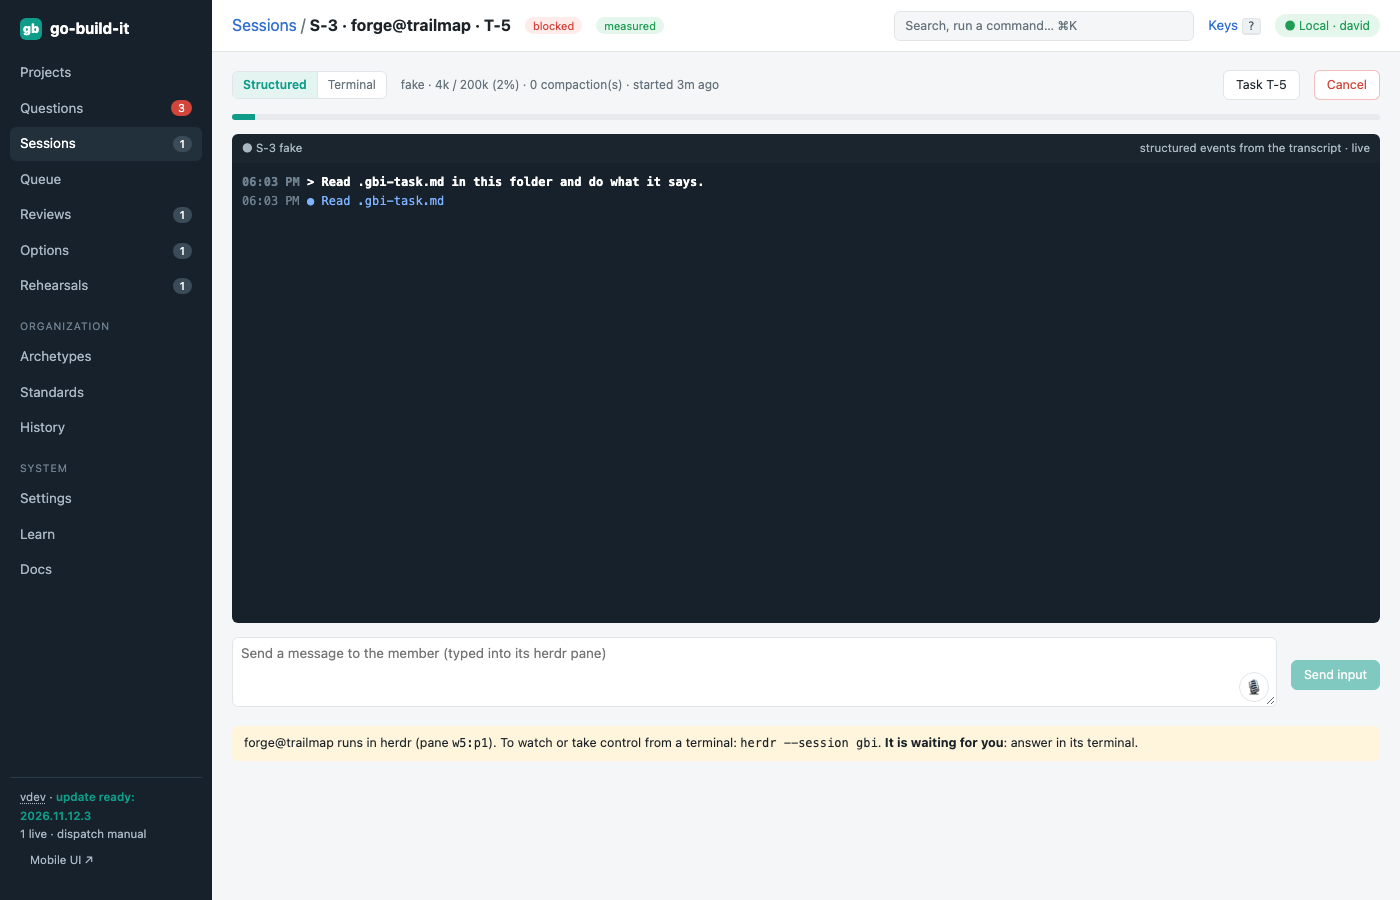 gb go-build-it
Projects
Questions 3
Sessions 1
Queue
Reviews 1
Options 1
Rehearsals 1
ORGANIZATION
Archetypes
Standards
History
SYSTEM
Settings
Learn
Docs
vdev · update ready:
2026.11.12.3
1 live · dispatch manual
Mobile UI ↗
Sessions / S-3 · forge@trailmap · T-5 blocked measured
Search, run a command... ⌘K
Keys ?
Local · david
Structured Terminal fake · 4k / 200k (2%) · 0 compaction(s) · started 3m ago
Task T-5 Cancel
S-3 fake structured events from the transcript · live
06:03 PM > Read .gbi-task.md in this folder and do what it says.
06:03 PM ● Read .gbi-task.md
Send a message to the member (typed into its herdr pane)
Send input
forge@trailmap runs in herdr (pane w5:p1). To watch or take control from a terminal: herdr --session gbi. It is waiting for you: answer in its terminal.